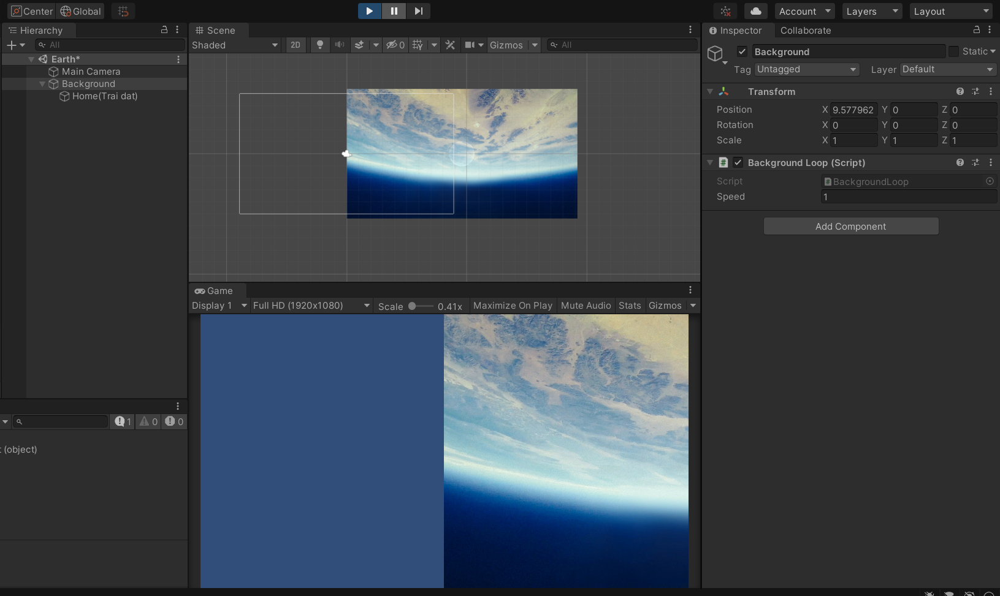 Center Global Account Layers Layout
Hierarchy
All
Earth*
Main Camera
Background
Home(Trai dat)
1 0 0
t (object)
Scene
Shaded 2D 0 Gizmos All
Game
Display 1 Full HD (1920x1080) Scale 0.41x Maximize On Play Mute Audio Stats Gizmos
Inspector Collaborate
Background Static
Tag Untagged Layer Default
Transform
Position X 9.577962 Y 0 Z 0
Rotation X 0 Y 0 Z 0
Scale X 1 Y 1 Z 1
# Background Loop (Script)
Script BackgroundLoop
Speed 1
Add Component